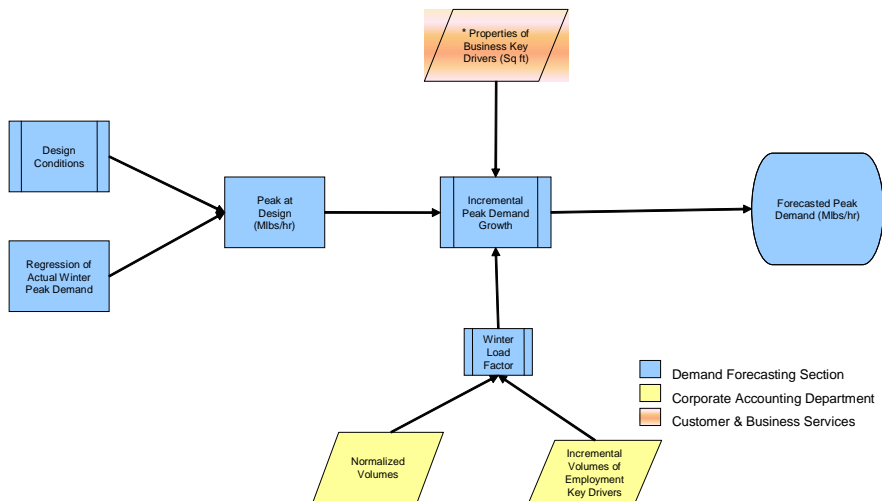 * Properties of
Business Key
Drivers (Sq ft)
Design
Conditions
Peak at
Design
(Mlbs/hr)
Incremental
Peak Demand
Growth
Forecasted Peak
Demand (Mlbs/hr)
Regression of
Actual Winter
Peak Demand
Winter
Load
Factor
Demand Forecasting Section
Corporate Accounting Department
Customer & Business Services
Normalized
Volumes
Incremental
Volumes of
Employment
Key Drivers